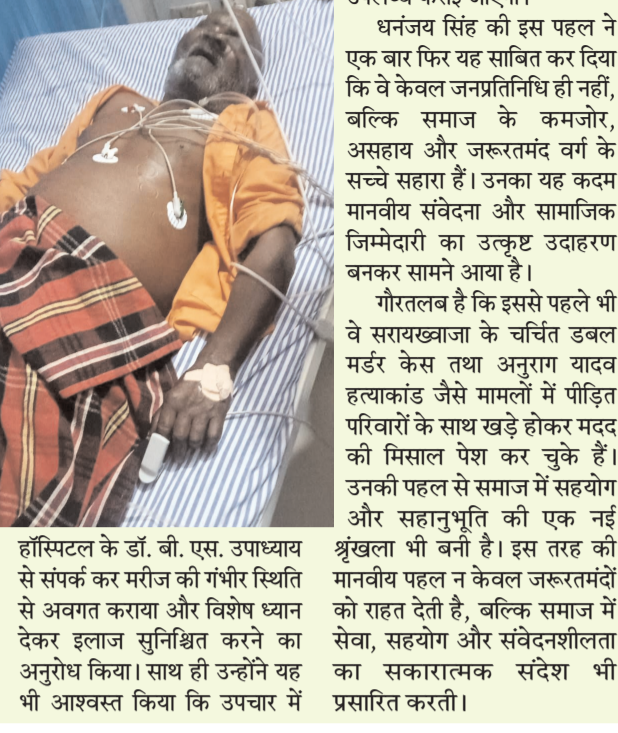 हॉस्पिटल के डॉ. बी. एस. उपाध्याय
से संपर्क कर मरीज की गंभीर स्थिति
से अवगत कराया और विशेष ध्यान
देकर इलाज सुनिश्चित करने का
अनुरोध किया। साथ ही उन्होंने यह
भी आश्वस्त किया कि उपचार में
धनंजय सिंह की इस पहल ने
एक बार फिर यह साबित कर दिया
कि वे केवल जनप्रतिनिधि ही नहीं,
बल्कि समाज के कमजोर,
असहाय और जरूरतमंद वर्ग के
सच्चे सहारा हैं। उनका यह कदम
मानवीय संवेदना और सामाजिक
जिम्मेदारी का उत्कृष्ट उदाहरण
बनकर सामने आया है।
गौरतलब है कि इससे पहले भी
वे सरायख्वाजा के चर्चित डबल
मर्डर केस तथा अनुराग यादव
हत्याकांड जैसे मामलों में पीड़ित
परिवारों के साथ खड़े होकर मदद
की मिसाल पेश कर चुके हैं।
उनकी पहल से समाज में सहयोग
और सहानुभूति की एक नई
श्रृंखला भी बनी है। इस तरह की
मानवीय पहल न केवल जरूरतमंदों
को राहत देती है, बल्कि समाज में
सेवा, सहयोग और संवेदनशीलता
का सकारात्मक संदेश भी
प्रसारित करती।